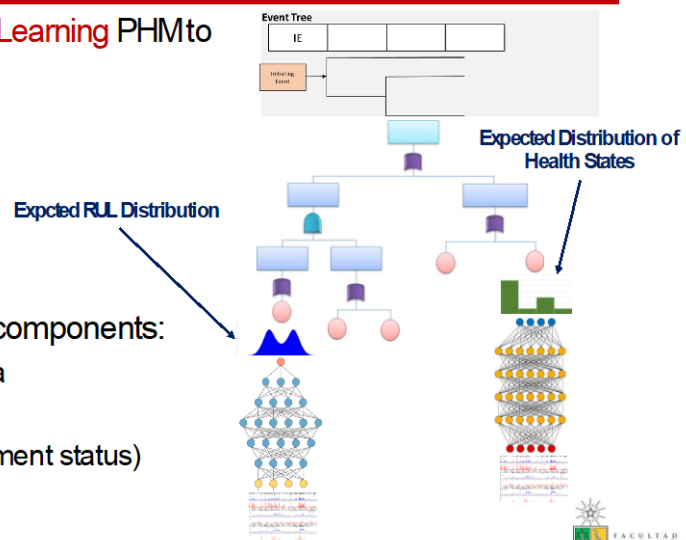 Learning PHM to
Event Tree
IE
Initiating
Event
Expected Distribution of
Health States
Expcted RUL Distribution
components:
a
ment status)
FACULTAD